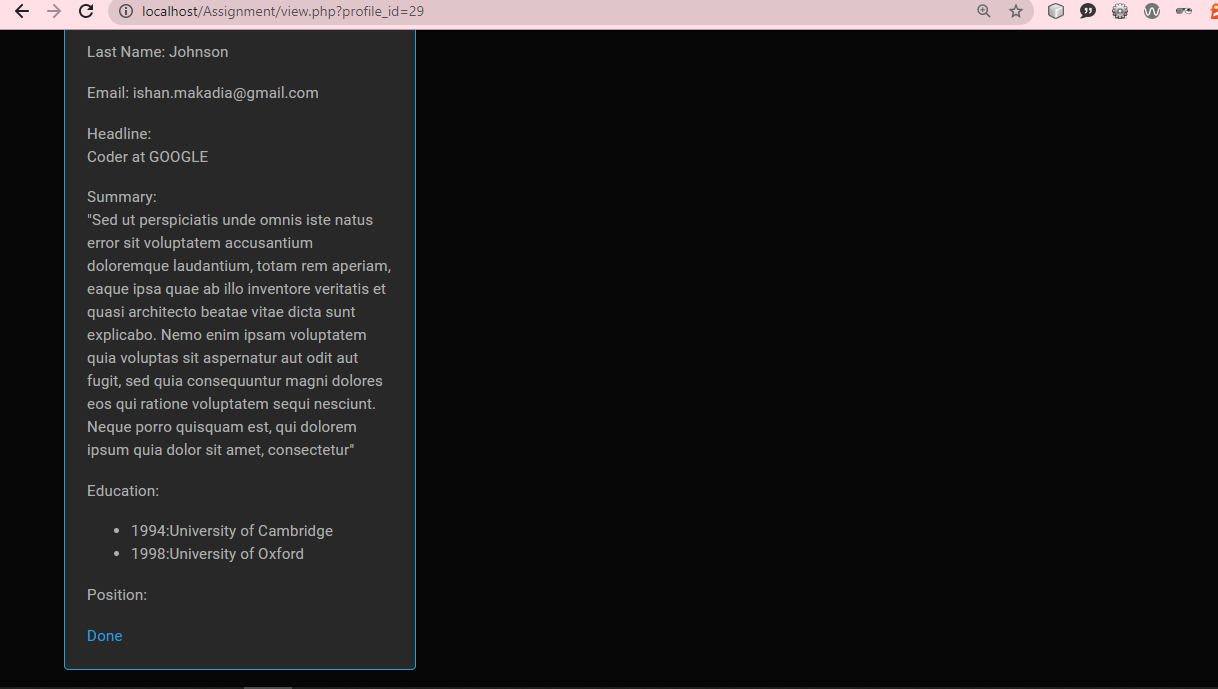 localhost/Assignment/view.php?profile_id=29
Last Name: Johnson
Email: ishan.makadia@gmail.com
Headline:
Coder at GOOGLE
Summary:
"Sed ut perspiciatis unde omnis iste natus
error sit voluptatem accusantium
doloremque laudantium, totam rem aperiam,
eaque ipsa quae ab illo inventore veritatis et
quasi architecto beatae vitae dicta sunt
explicabo. Nemo enim ipsam voluptatem
quia voluptas sit aspernatur aut odit aut
fugit, sed quia consequuntur magni dolores
eos qui ratione voluptatem sequi nesciunt.
Neque porro quisquam est, qui dolorem
ipsum quia dolor sit amet, consectetur"
Education:
• 1994:University of Cambridge
• 1998:University of Oxford
Position:
Done